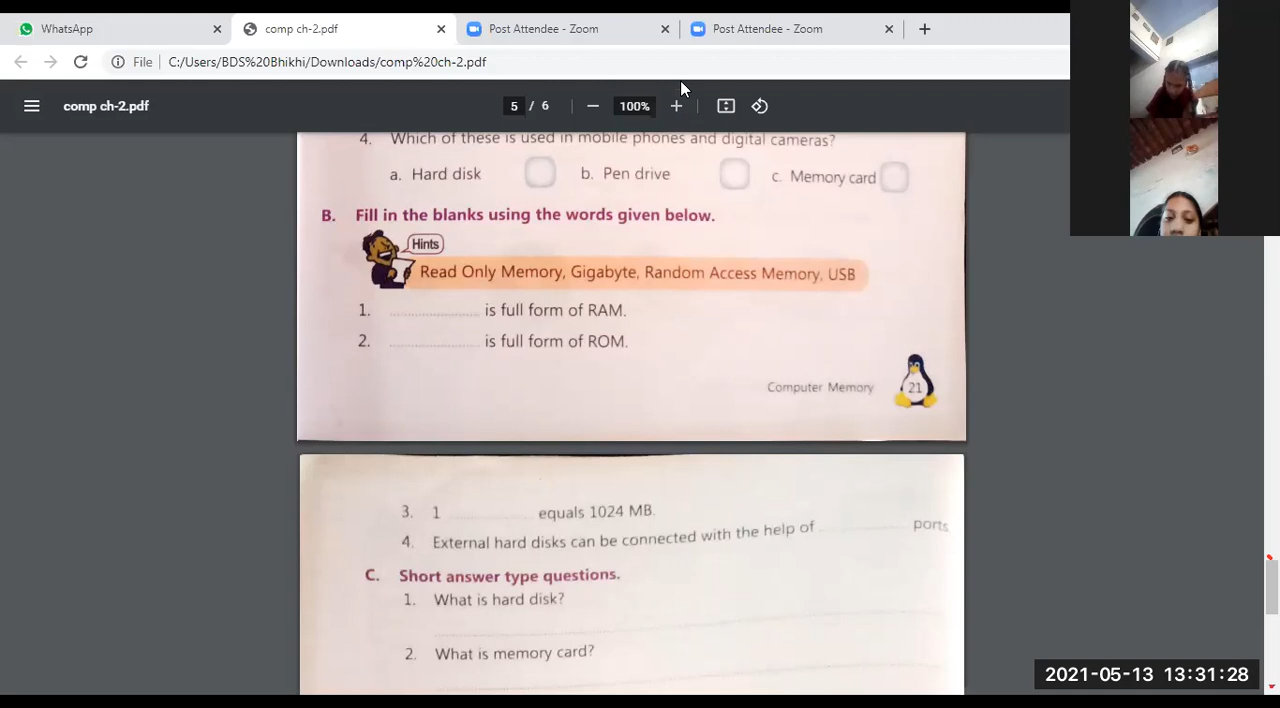 WhatsApp
comp ch-2.pdf
Post Attendee - Zoom
Post Attendee - Zoom
File
C:/Users/BDS%20Bhikhi/Downloads/comp%20ch-2.pdf
comp ch-2.pdf
5 / 6
100%
4. Which of these is used in mobile phones and digital cameras?
a. Hard disk b. Pen drive c. Memory card
B. Fill in the blanks using the words given below.
Hints
Read Only Memory, Gigabyte, Random Access Memory, USB
1. .................... is full form of RAM.
2. .................... is full form of ROM.
Computer Memory 21
3. 1 .................... equals 1024 MB.
4. External hard disks can be connected with the help of .................... ports
C. Short answer type questions.
1. What is hard disk?
2. What is memory card?
2021-05-13 13:31:28